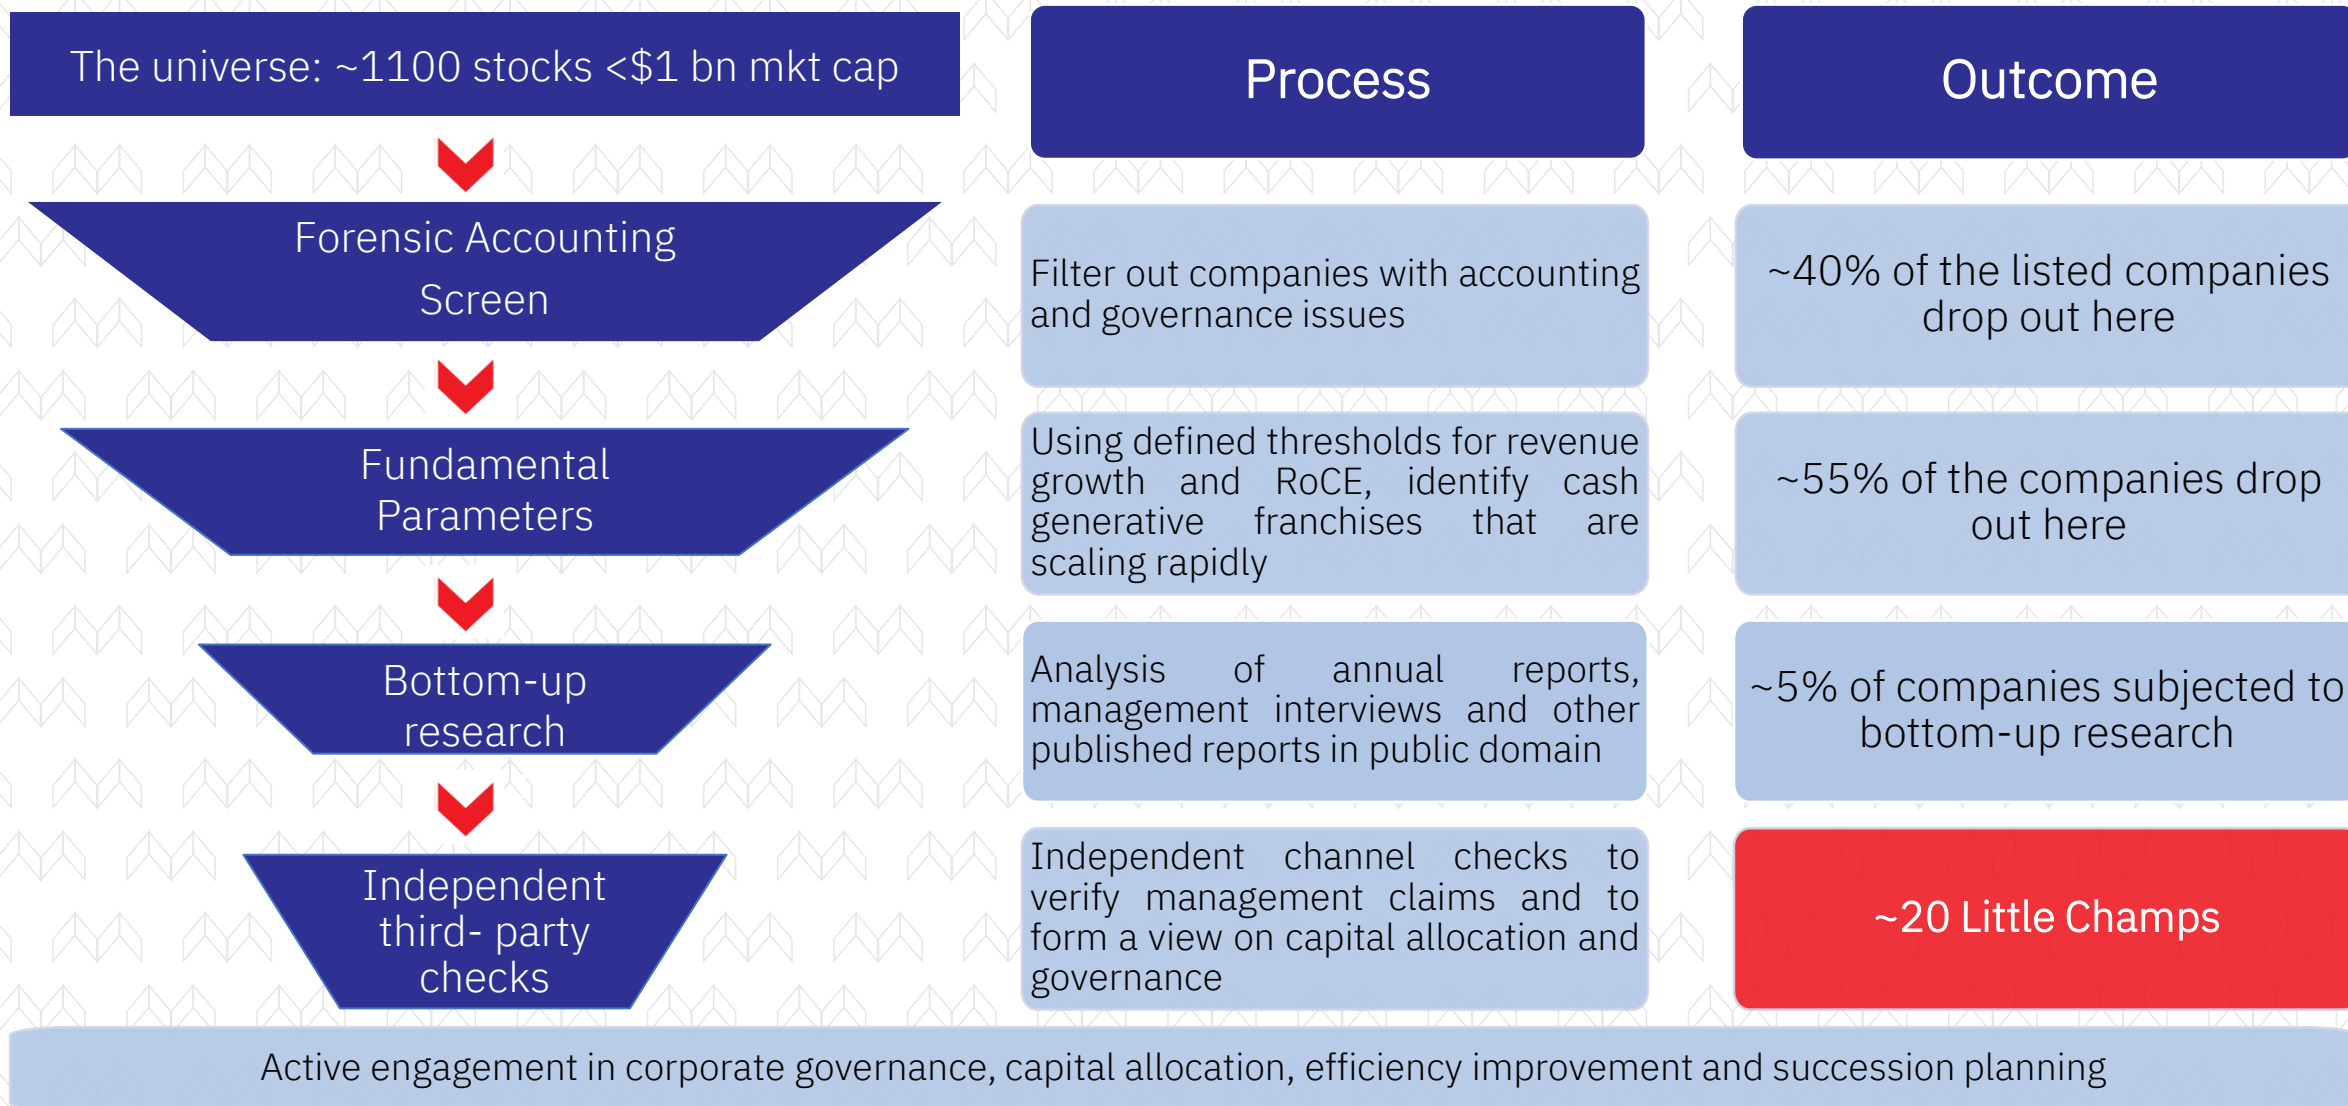 The universe: ~1100 stocks <$1 bn mkt cap
Process
Outcome
Forensic Accounting
Screen
Filter out companies with accounting
and governance issues
~40% of the listed companies
drop out here
Fundamental
Parameters
Using defined thresholds for revenue
growth and RoCE, identify cash
generative franchises that are
scaling rapidly
~55% of the companies drop
out here
Bottom-up
research
Analysis of annual reports,
management interviews and other
published reports in public domain
~5% of companies subjected to
bottom-up research
Independent
third- party
checks
Independent channel checks to
verify management claims and to
form a view on capital allocation and
governance
~20 Little Champs
Active engagement in corporate governance, capital allocation, efficiency improvement and succession planning